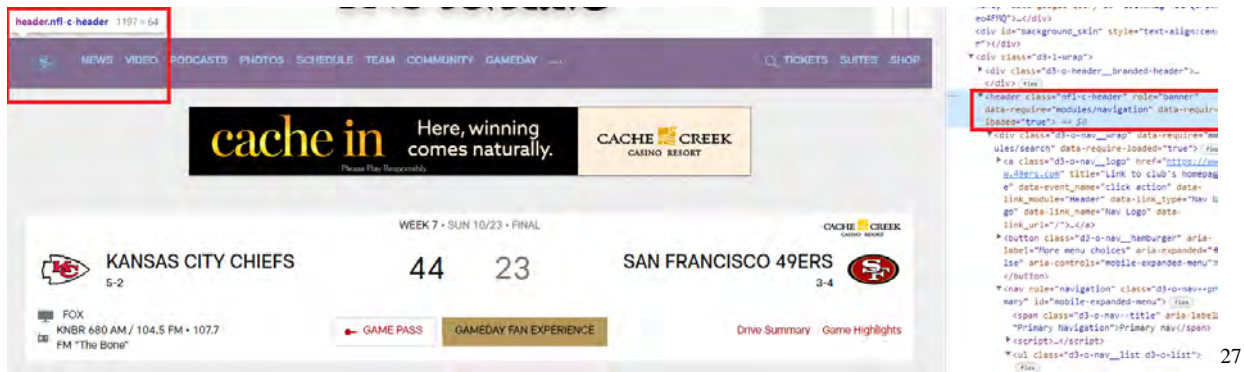 header.nfl-c-header 1197 × 64
NEWS VIDEO PODCASTS PHOTOS SCHEDULE TEAM COMMUNITY GAMEDAY ... TICKETS SUITES SHOP
cache in
Here, winning
comes naturally.
Please Play Responsibly.
CACHE CREEK
CASINO RESORT
WEEK 7 • SUN 10/23 • FINAL
CACHE CREEK
CASINO RESORT
KANSAS CITY CHIEFS
5-2
44 23
SAN FRANCISCO 49ERS
3-4
FOX
KNBR 680 AM / 104.5 FM • 107.7
FM "The Bone"
GAME PASS
GAMEDAY FAN EXPERIENCE
Drive Summary Game Highlights
eo4FMQ">…</div>
<div id="background_skin" style="text-align:cen
r"></div>
▼<div class="d3-l-wrap">
▶<div class="d3-o-header__branded-header">…
</div> flex
… ▼<header class="nfl-c-header" role="banner"
data-require="modules/navigation" data-require
loaded="true"> == $0
▼<div class="d3-o-nav__wrap" data-require="mo
ules/search" data-require-loaded="true"> flex
▶<a class="d3-o-nav__logo" href="https://ww
w.49ers.com" title="Link to club's homepag
e" data-event_name="click action" data-
link_module="Header" data-link_type="Nav L
go" data-link_name="Nav Logo" data-
link_url="/">…</a>
▶<button class="d3-o-nav__hamburger" aria-
label="More menu choices" aria-expanded="f
lse" aria-controls="mobile-expanded-menu">
</button>
▼<nav role="navigation" class="d3-o-nav--pr
mary" id="mobile-expanded-menu"> flex
<span class="d3-o-nav--title" aria-label
"Primary Navigation">Primary nav</span>
▶<script>…</script>
▼<ul class="d3-o-nav__list d3-o-list">
flex
27